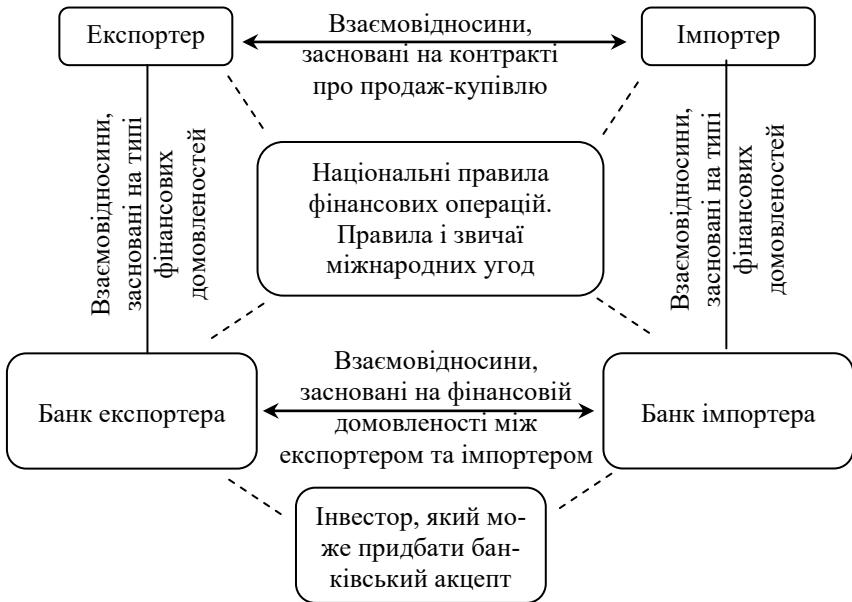 Експортер
Взаємовідносини,
засновані на контракті
про продаж-купівлю
Імпортер
Взаємовідносини,
засновані на типі
фінансових
домовленостей
Національні правила
фінансових операцій.
Правила і звичаї
міжнародних угод
Взаємовідносини,
засновані на типі
фінансових
домовленостей
Банк експортера
Взаємовідносини,
засновані на фінансовій
домовленості між
експортером та імпортером
Банк імпортера
Інвестор, який мо-
же придбати бан-
ківський акцепт